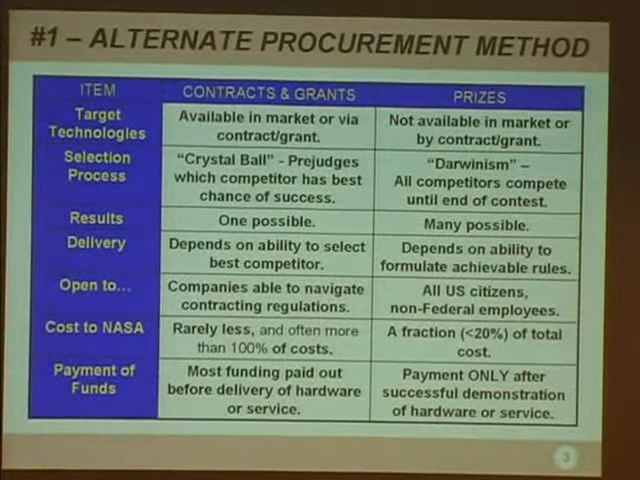 #1 – ALTERNATE PROCUREMENT METHOD
ITEM CONTRACTS & GRANTS PRIZES
Target Technologies Available in market or via contract/grant. Not available in market or by contract/grant.
Selection Process “Crystal Ball” - Prejudges which competitor has best chance of success. “Darwinism” – All competitors compete until end of contest.
Results One possible. Many possible.
Delivery Depends on ability to select best competitor. Depends on ability to formulate achievable rules.
Open to... Companies able to navigate contracting regulations. All US citizens, non-Federal employees.
Cost to NASA Rarely less, and often more than 100% of costs. A fraction (<20%) of total cost.
Payment of Funds Most funding paid out before delivery of hardware or service. Payment ONLY after successful demonstration of hardware or service.
3